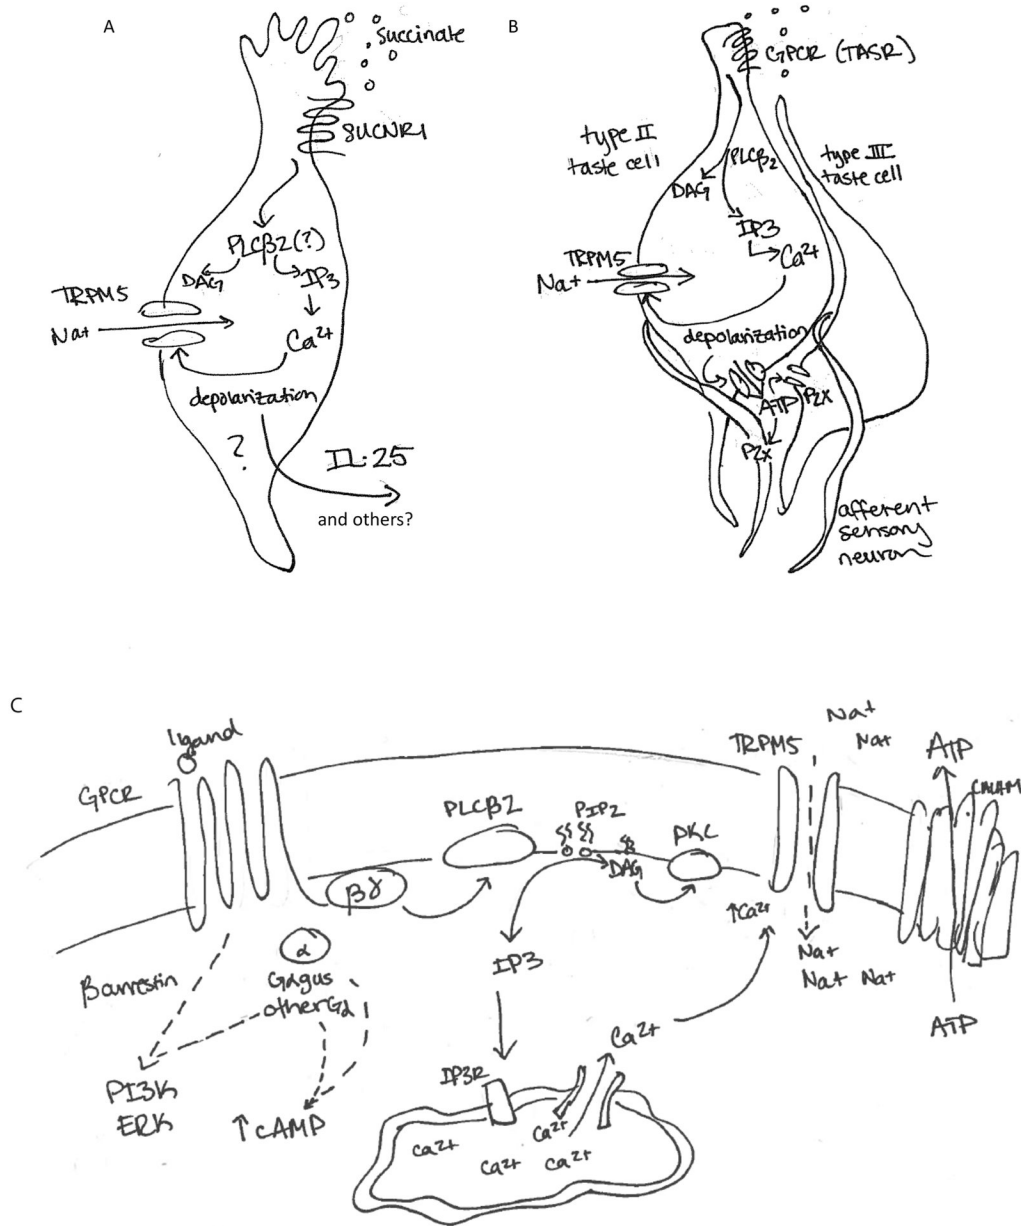 A
succinate
SUCNR1
PLCβ2(?)
DAG
IP3
TRPM5
Na+
Ca2+
depolarization
?
IL-25
and others?
B
GPCR (TASR)
type II
taste cell
type III
taste cell
PLCβ2
DAG
IP3
TRPM5
Na+
Ca2+
depolarization
ATP
P2X
P2X
afferent
sensory
neuron
C
ligand
GPCR
βγ
PLCβ2
PIP2
DAG
PKC
TRPM5
Na+
Na+
ATP
CALHM
↑Ca2+
Na+
Na+ Na+
ATP
α
Gαgus
other Gα
βarrestin
PI3K
ERK
↑cAMP
IP3
IP3R
Ca2+
Ca2+
Ca2+
Ca2+
Ca2+